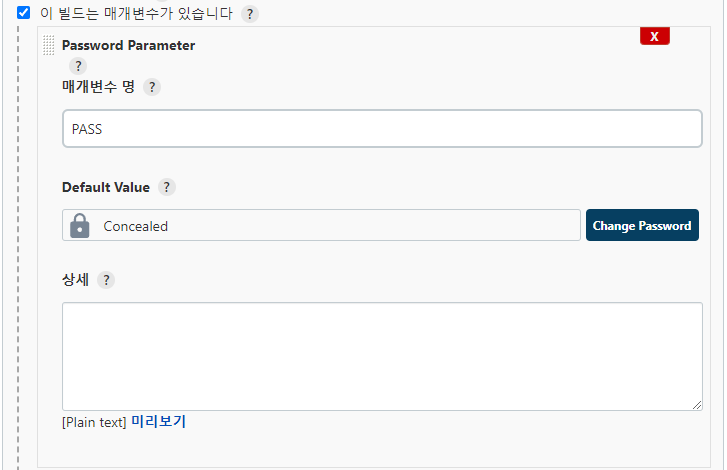 이 빌드는 매개변수가 있습니다 ?
X
Password Parameter
?
매개변수 명 ?
PASS
Default Value ?
Concealed Change Password
상세 ?
[Plain text] 미리보기